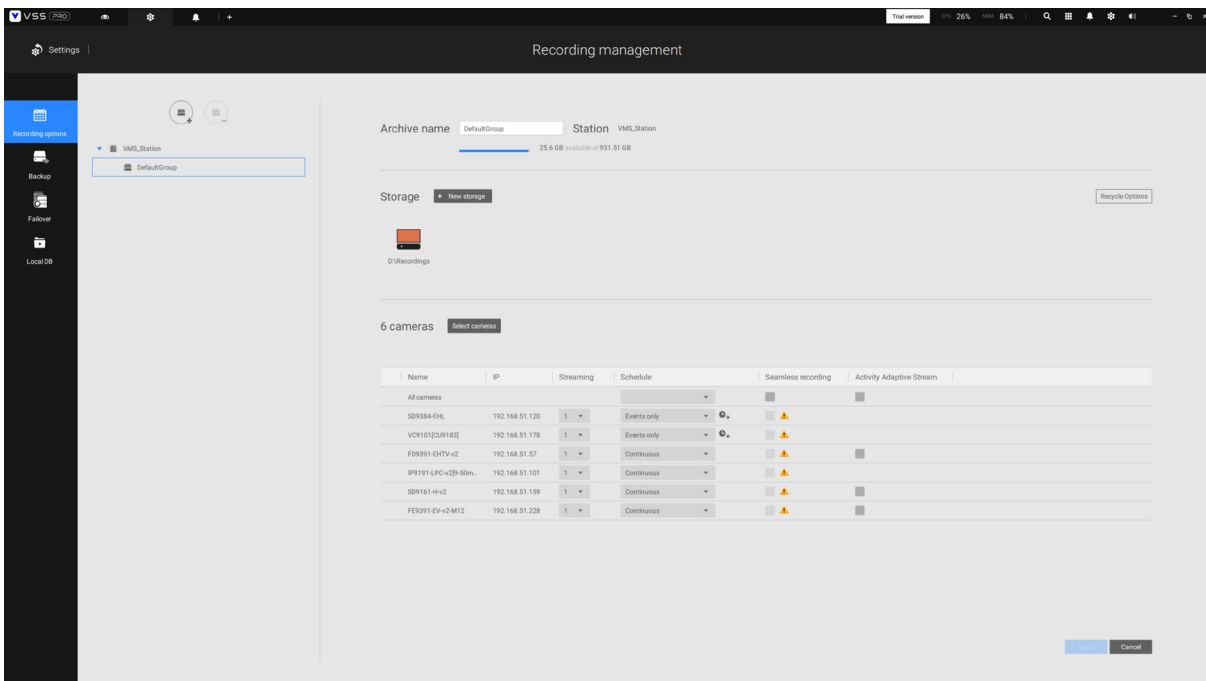 VSS PRO
Trial version CPU 26% MEM 84%
Settings
Recording management
Recording options
Backup
Failover
Local DB
VMS_Station
DefaultGroup
Archive name DefaultGroup Station VMS_Station
25.6 GB available of 931.51 GB
Storage + New storage Recycle Options
D:\Recordings
6 cameras Select cameras
Name IP Streaming Schedule Seamless recording Activity Adaptive Stream
All cameras
SD9384-EHL 192.168.51.120 1 Events only
VC9101[CU9183] 192.168.51.178 1 Events only
FD9391-EHTV-v2 192.168.51.57 1 Continuous
IP9191-LPC-v2[9-50m... 192.168.51.101 1 Continuous
SD9161-H-v2 192.168.51.159 1 Continuous
FE9391-EV-v2-M12 192.168.51.228 1 Continuous
Cancel